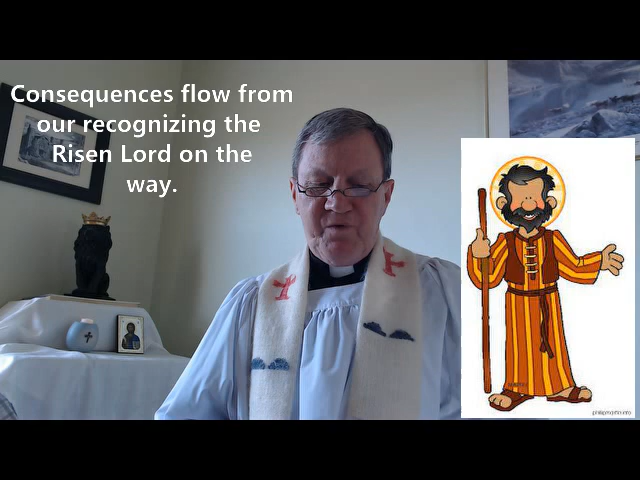 Consequences flow from
our recognizing the
Risen Lord on the
way.